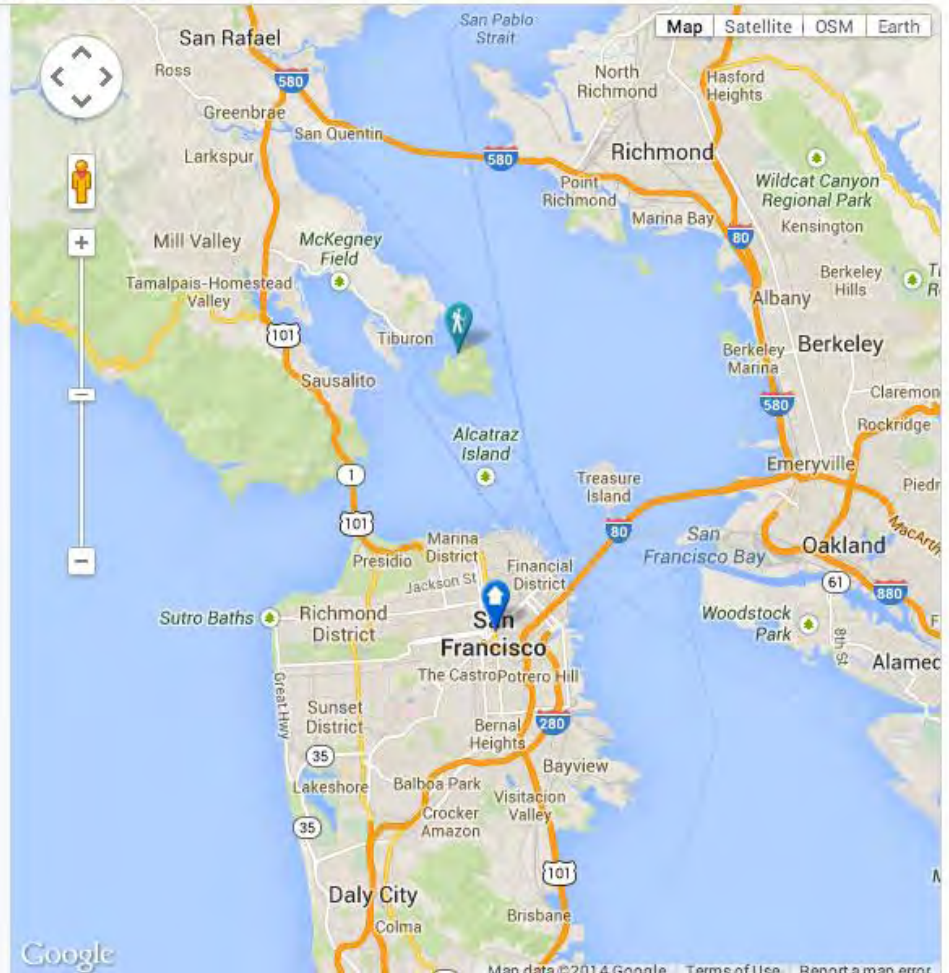 San Pablo
Strait
Map
Satellite
OSM
Earth
San Rafael
Ross
580
North
Richmond
Hasford
Heights
Greenbrae
San Quentin
Larkspur
580
Richmond
Point
Richmond
Wildcat Canyon
Regional Park
Marina Bay
Kensington
80
Mill Valley
McKegney
Field
Tamalpais-Homestead
Valley
Berkeley
Hills
Albany
101
Tiburon
Berkeley
Berkeley
Marina
Sausalito
580
Claremon
Rockridge
Alcatraz
Island
Emeryville
1
Treasure
Island
Piedr
101
80
San
Francisco Bay
MacArth
Oakland
Marina
District
Presidio
Financial
District
Jackson St
61
880
Sutro Baths
Richmond
District
San
Francisco
Woodstock
Park
8th St
F
Alamed
The Castro
Potrero Hill
Great Hwy
Sunset
District
280
Bernal
Heights
35
Bayview
Lakeshore
Balboa Park
Visitacion
Valley
35
Crocker
Amazon
101
Daly City
Brisbane
Colma
Google
Map data ©2014 Google
Terms of Use
Report a map error